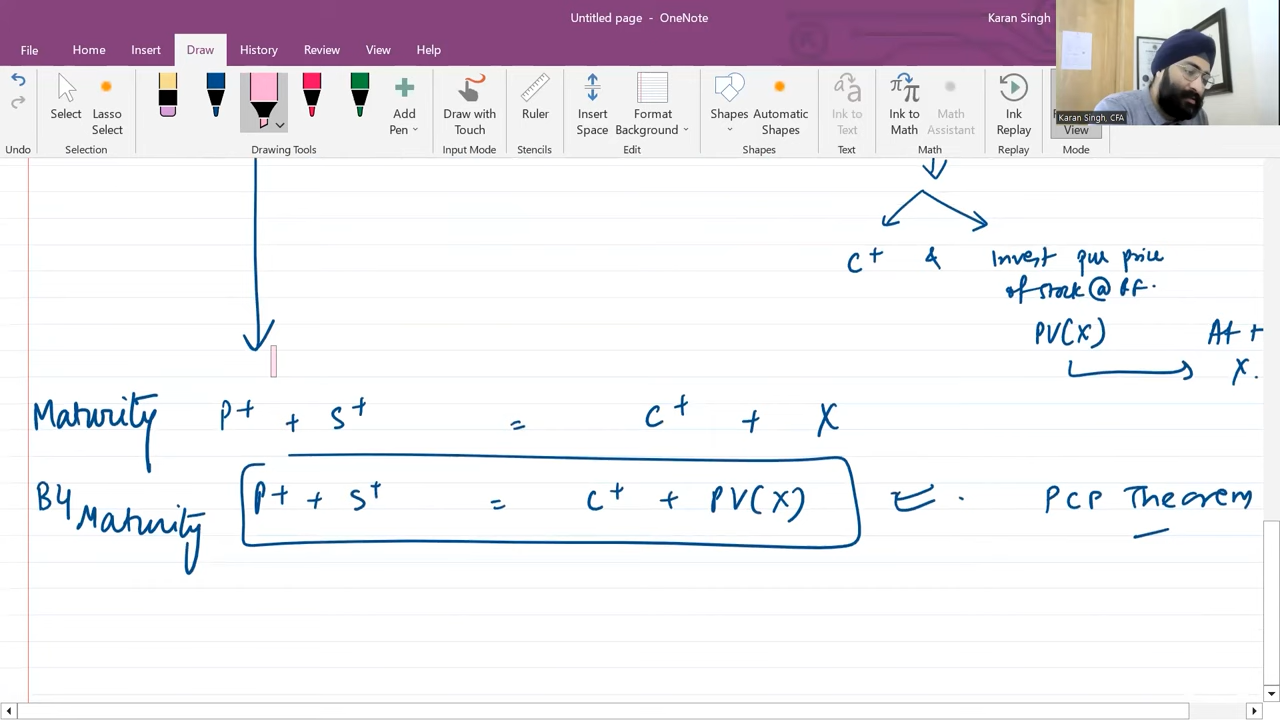 Untitled page - OneNote
Karan Singh
File Home Insert Draw History Review View Help
Undo
Select
Lasso Select
Selection
Drawing Tools
Add Pen
Draw with Touch
Input Mode
Ruler
Stencils
Insert Space
Format Background
Edit
Shapes
Automatic Shapes
Shapes
Ink to Text
Text
Ink to Math
Math Assistant
Math
Ink Replay
Replay
View
Mode
Karan Singh, CFA
C+ & Invest
price
of stock @ RF.
PV(X) At +
X.
Maturity P+ + S+ = C+ + X
B4 Maturity P+ + S+ = C+ + PV(X) PCP Theorem